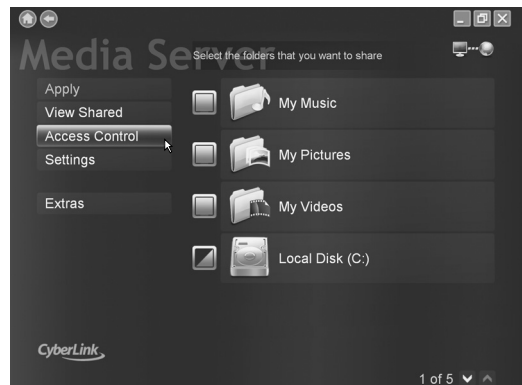 Media Server
Select the folders that you want to share
Apply
View Shared
Access Control
Settings
Extras
My Music
My Pictures
My Videos
Local Disk (C:)
CyberLink
1 of 5